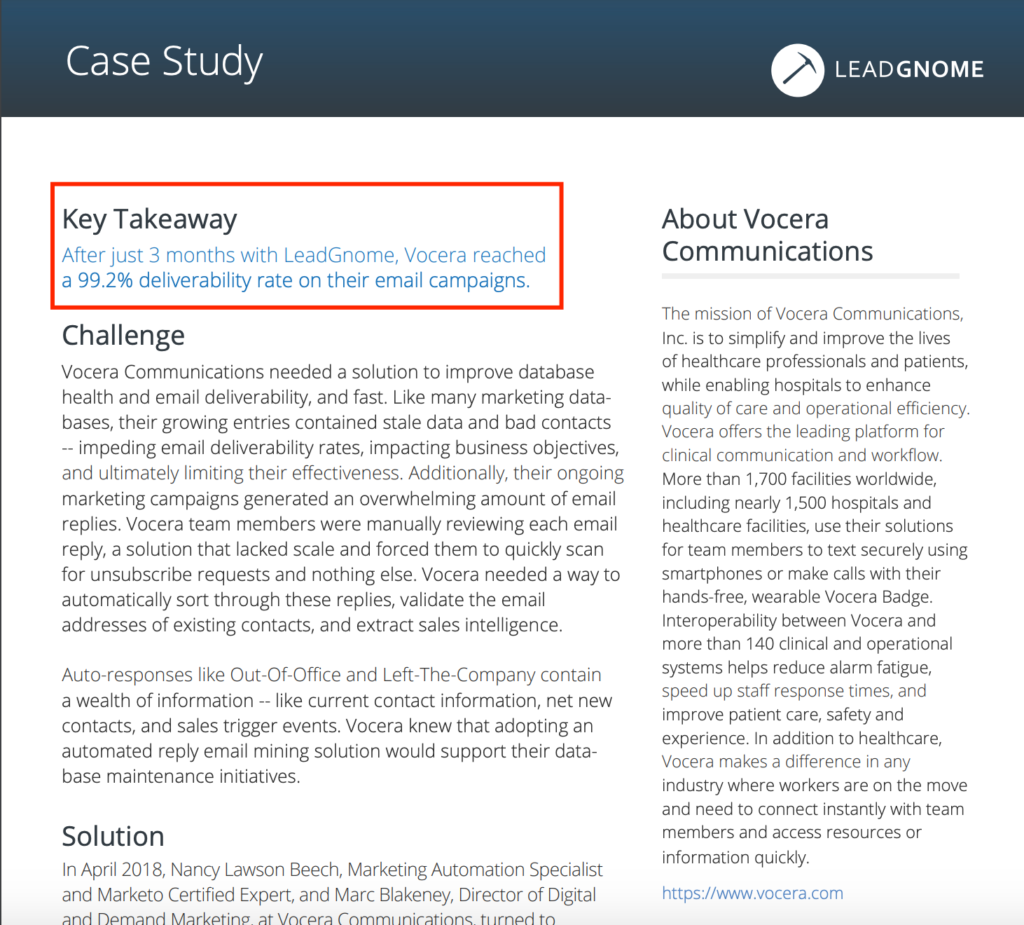 Case Study
LEADGNOME
Key Takeaway
After just 3 months with LeadGnome, Vocera reached
a 99.2% deliverability rate on their email campaigns.
Challenge
Vocera Communications needed a solution to improve database
health and email deliverability, and fast. Like many marketing data-
bases, their growing entries contained stale data and bad contacts
-- impeding email deliverability rates, impacting business objectives,
and ultimately limiting their effectiveness. Additionally, their ongoing
marketing campaigns generated an overwhelming amount of email
replies. Vocera team members were manually reviewing each email
reply, a solution that lacked scale and forced them to quickly scan
for unsubscribe requests and nothing else. Vocera needed a way to
automatically sort through these replies, validate the email
addresses of existing contacts, and extract sales intelligence.
Auto-responses like Out-Of-Office and Left-The-Company contain
a wealth of information -- like current contact information, net new
contacts, and sales trigger events. Vocera knew that adopting an
automated reply email mining solution would support their data-
base maintenance initiatives.
Solution
In April 2018, Nancy Lawson Beech, Marketing Automation Specialist
and Marketo Certified Expert, and Marc Blakeney, Director of Digital
and Demand Marketing, at Vocera Communications, turned to
About Vocera
Communications
The mission of Vocera Communications,
Inc. is to simplify and improve the lives
of healthcare professionals and patients,
while enabling hospitals to enhance
quality of care and operational efficiency.
Vocera offers the leading platform for
clinical communication and workflow.
More than 1,700 facilities worldwide,
including nearly 1,500 hospitals and
healthcare facilities, use their solutions
for team members to text securely using
smartphones or make calls with their
hands-free, wearable Vocera Badge.
Interoperability between Vocera and
more than 140 clinical and operational
systems helps reduce alarm fatigue,
speed up staff response times, and
improve patient care, safety and
experience. In addition to healthcare,
Vocera makes a difference in any
industry where workers are on the move
and need to connect instantly with team
members and access resources or
information quickly.
https://www.vocera.com